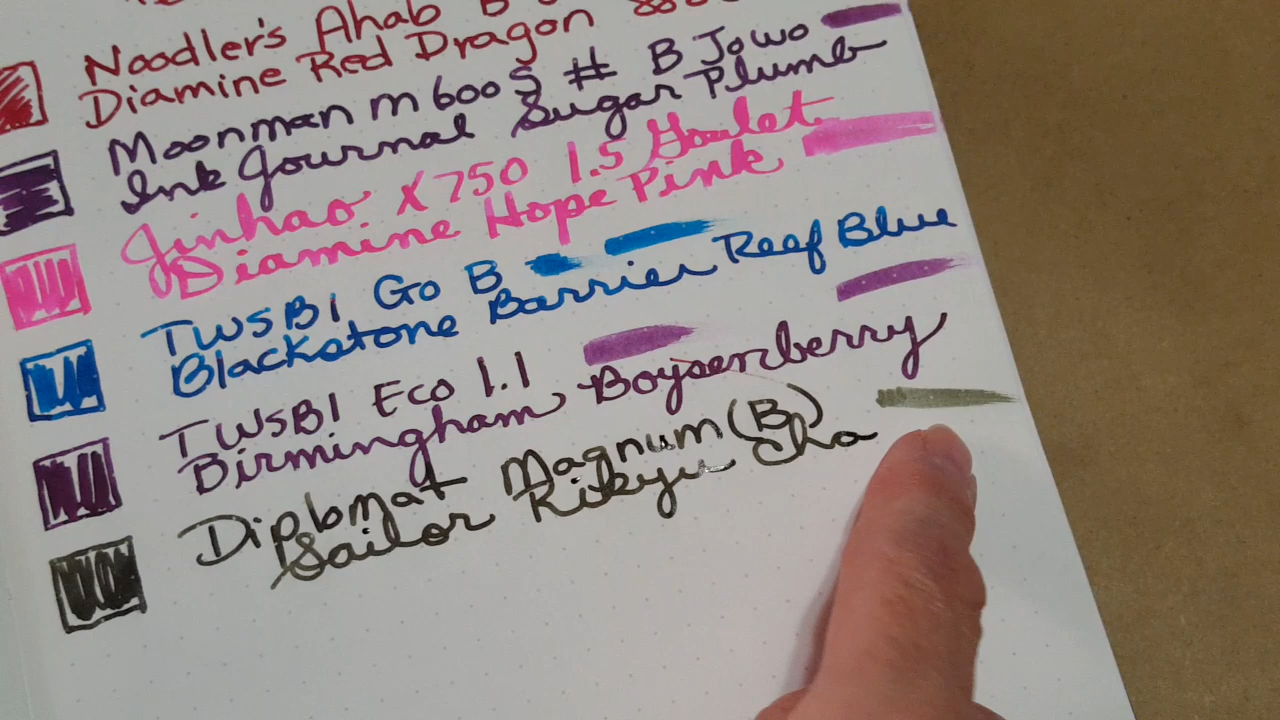 Noodler's Ahab B
Diamine Red Dragon
Moonman m600S # B Jowo
Ink Journal Sugar Plumb
Jinhao X750 1.5 Goulet
Diamine Hope Pink
TWSBI Go B
Blackstone Barrier Reef Blue
TWSBI Eco 1.1
Birmingham Boysenberry
Diplomat Magnum (B)
Sailor Rikyu Cha